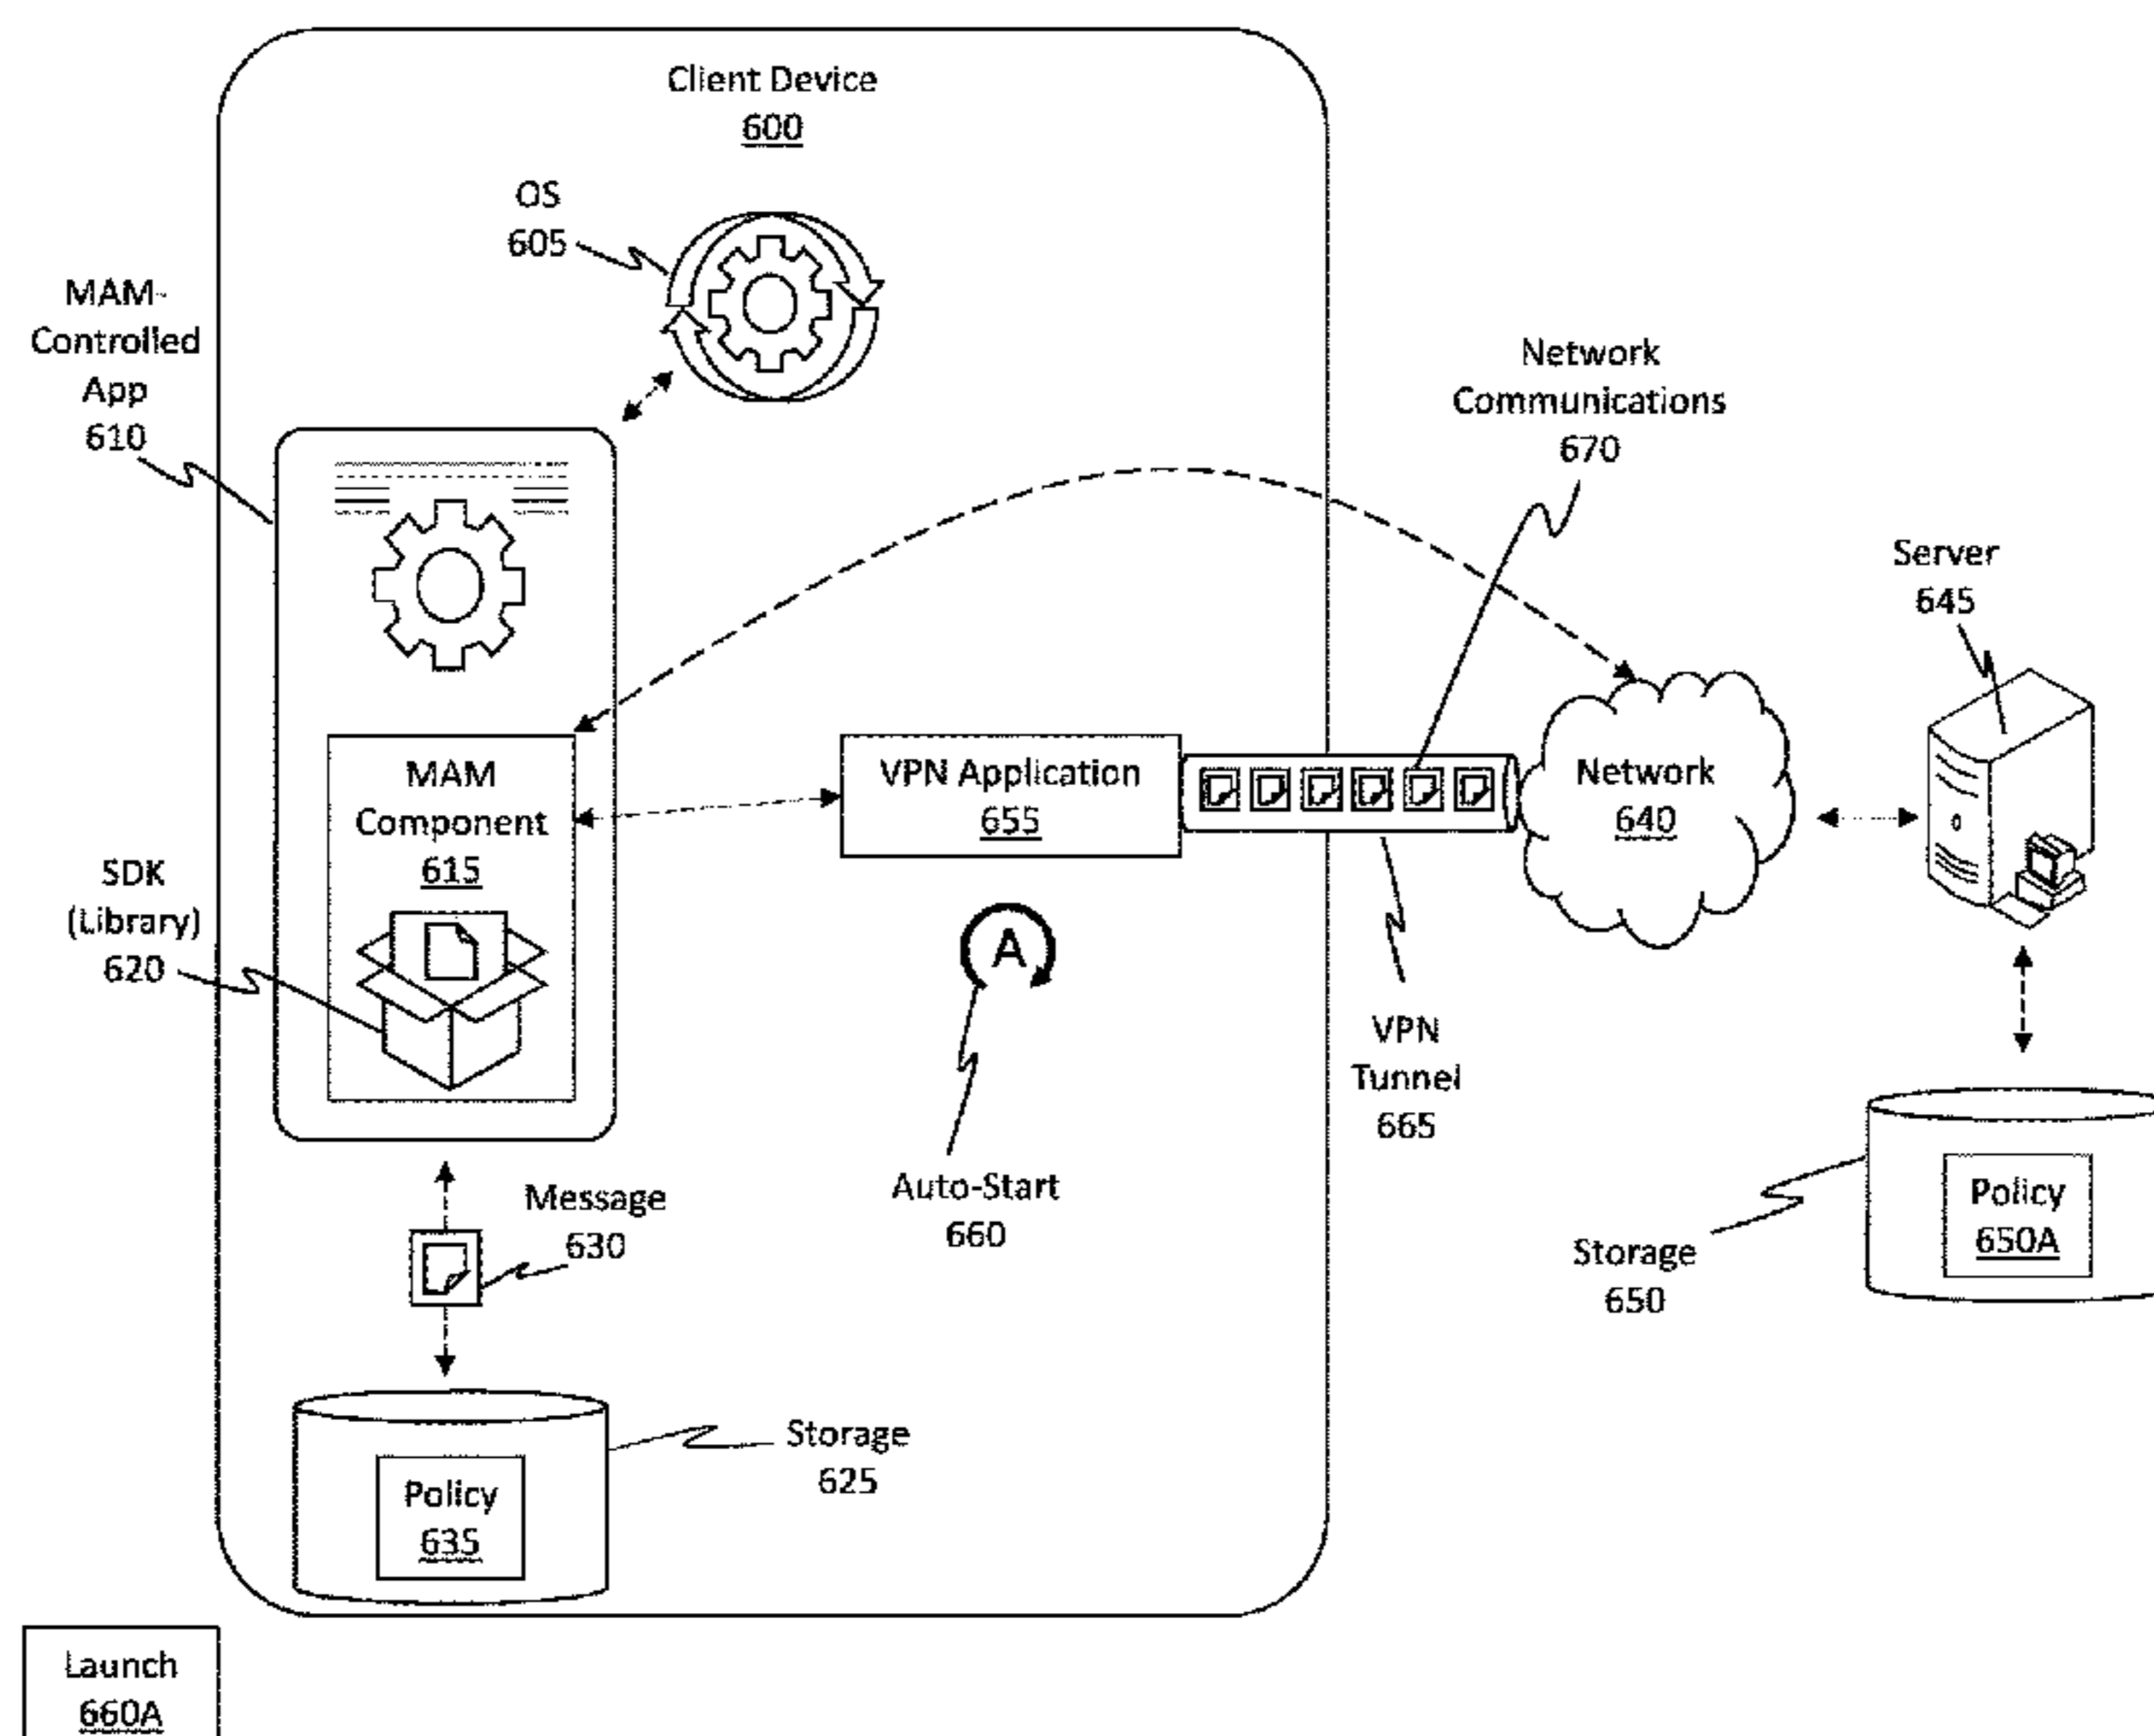 Client Device
600
OS
605
MAM-
Controlled
App
610
Network
Communications
670
Server
645
MAM
Component
615
VPN Application
655
Network
640
SDK
(Library)
620
A
VPN
Tunnel
665
Auto-Start
660
Message
630
Policy
650A
Storage
650
Storage
625
Policy
635
Launch
660A